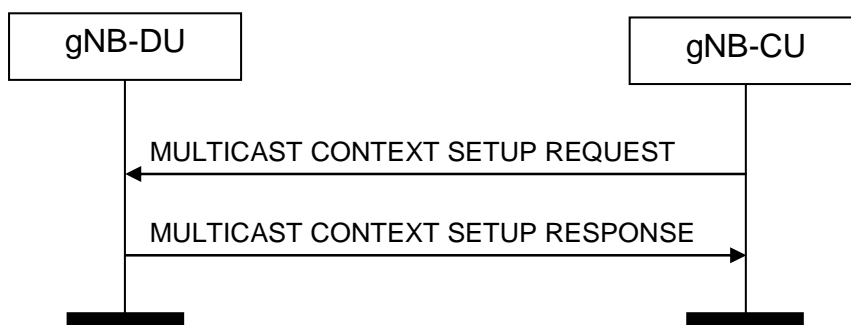 gNB-DU
gNB-CU
MULTICAST CONTEXT SETUP REQUEST
MULTICAST CONTEXT SETUP RESPONSE